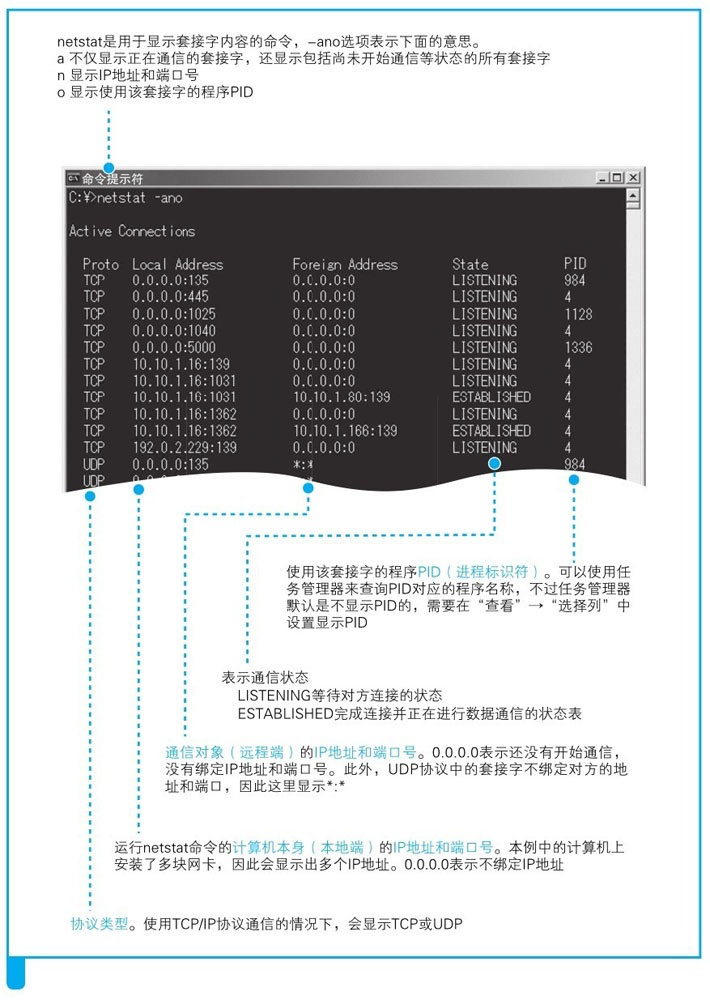 netstat是用于显示套接字内容的命令，–ano选项表示下面的意思。
a 不仅显示正在通信的套接字，还显示包括尚未开始通信等状态的所有套接字
n 显示IP地址和端口号
o 显示使用该套接字的程序PID
命令提示符
C:¥>netstat -ano
Active Connections
Proto Local Address Foreign Address State PID
TCP 0.0.0.0:135 0.0.0.0:0 LISTENING 984
TCP 0.0.0.0:445 0.0.0.0:0 LISTENING 4
TCP 0.0.0.0:1025 0.0.0.0:0 LISTENING 1128
TCP 0.0.0.0:1040 0.0.0.0:0 LISTENING 4
TCP 0.0.0.0:5000 0.0.0.0:0 LISTENING 1336
TCP 10.10.1.16:139 0.0.0.0:0 LISTENING 4
TCP 10.10.1.16:1031 0.0.0.0:0 LISTENING 4
TCP 10.10.1.16:1031 10.10.1.80:139 ESTABLISHED 4
TCP 10.10.1.16:1362 0.0.0.0:0 LISTENING 4
TCP 10.10.1.16:1362 10.10.1.166:139 ESTABLISHED 4
TCP 192.0.2.229:139 0.0.0.0:0 LISTENING 4
UDP 0.0.0.0:135 *:* 984
UDP
使用该套接字的程序PID（进程标识符）。可以使用任
务管理器来查询PID对应的程序名称，不过任务管理器
默认是不显示PID的，需要在“查看”→“选择列”中
设置显示PID
表示通信状态
LISTENING等待对方连接的状态
ESTABLISHED完成连接并正在进行数据通信的状态表
通信对象（远程端）的IP地址和端口号。0.0.0.0表示还没有开始通信，
没有绑定IP地址和端口号。此外，UDP协议中的套接字不绑定对方的地
址和端口，因此这里显示*:*
运行netstat命令的计算机本身（本地端）的IP地址和端口号。本例中的计算机上
安装了多块网卡，因此会显示出多个IP地址。0.0.0.0表示不绑定IP地址
协议类型。使用TCP/IP协议通信的情况下，会显示TCP或UDP